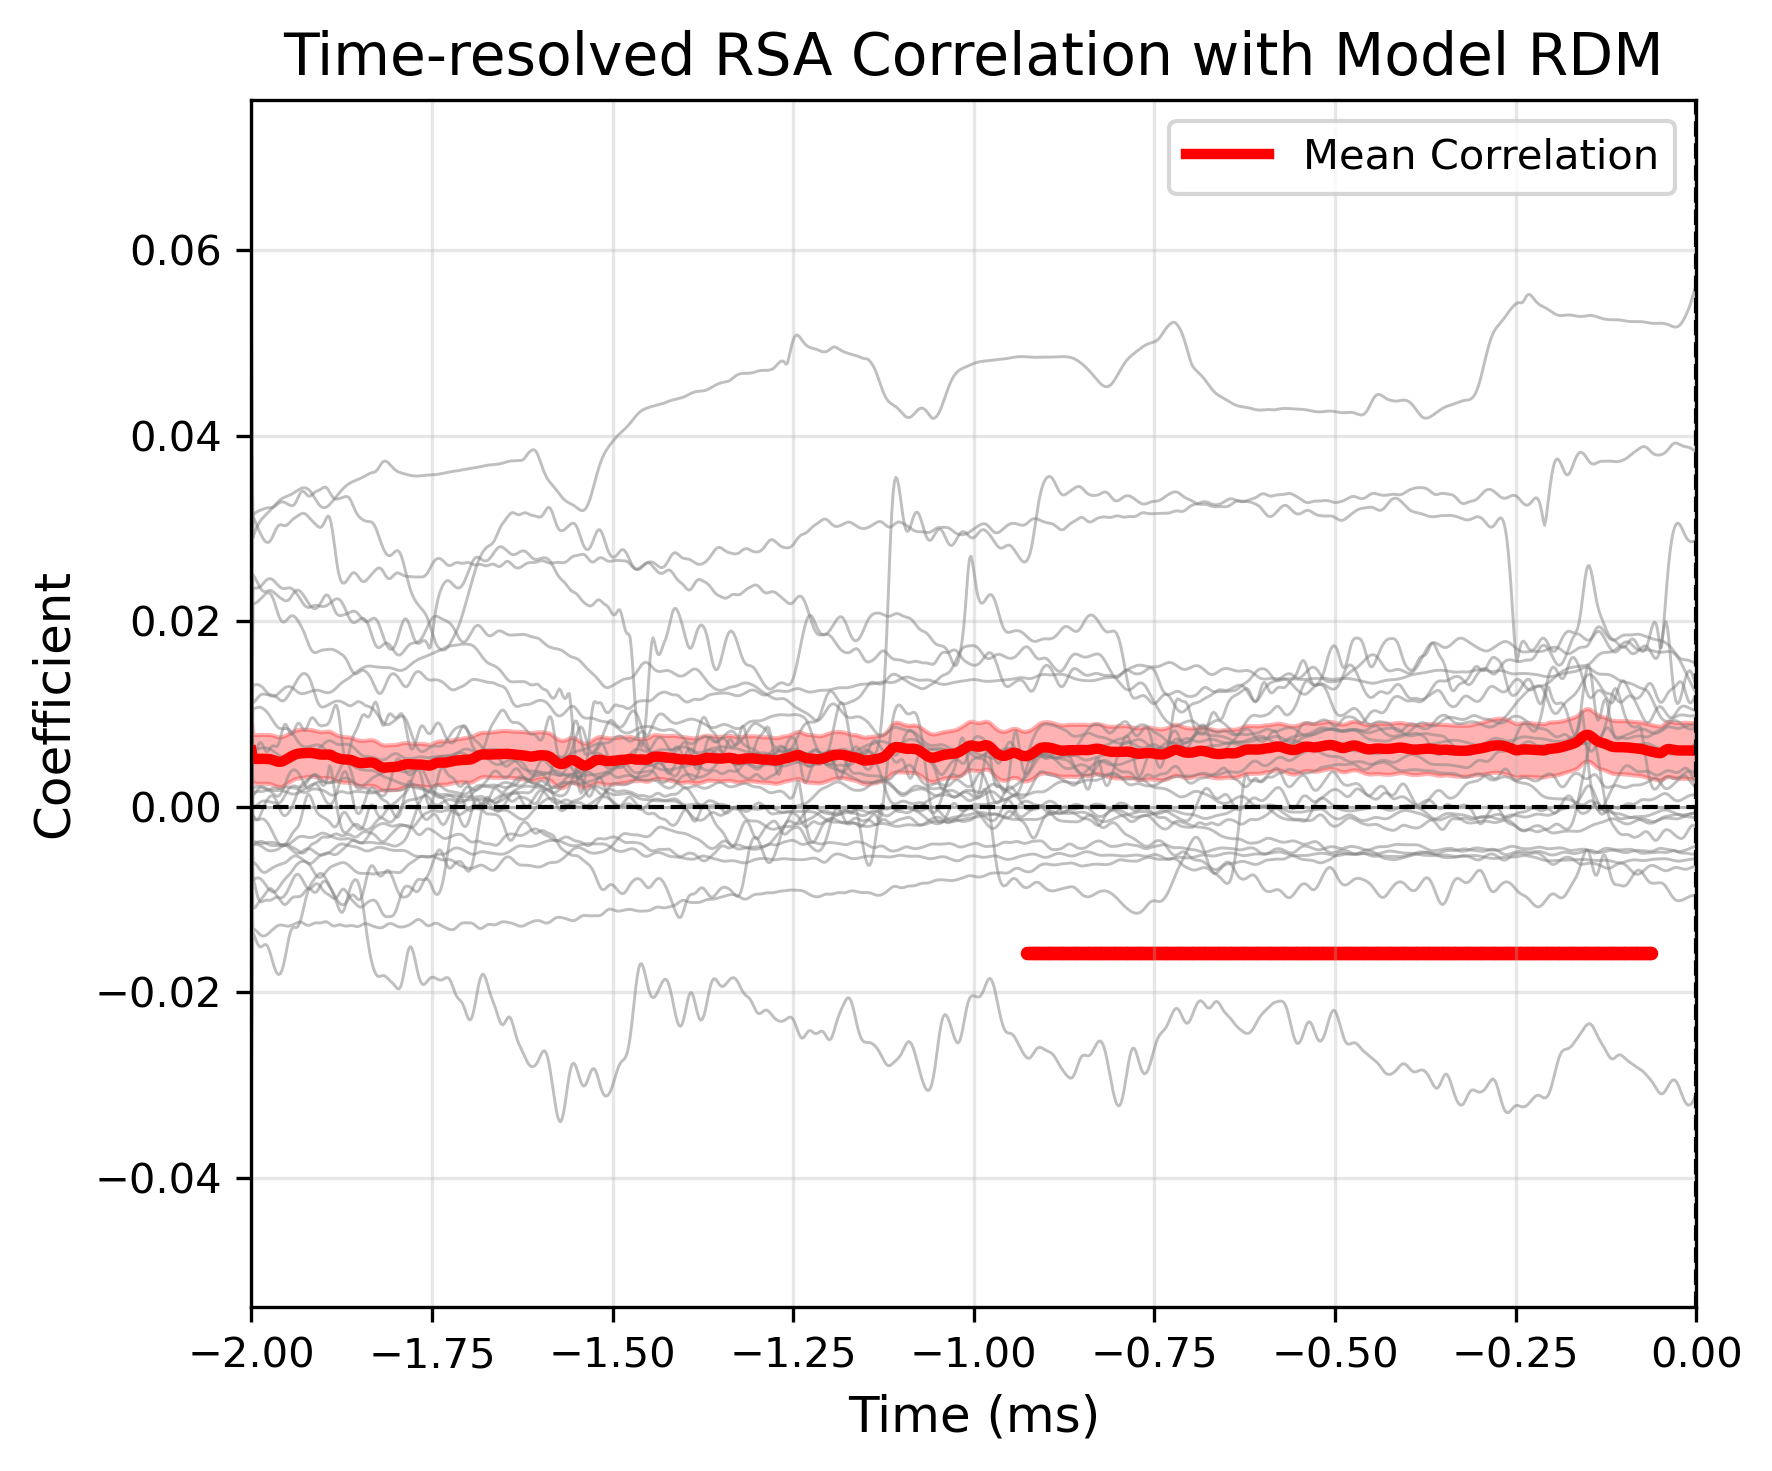 Time-resolved RSA Correlation with Model RDM
Mean Correlation
Coefficient
0.06
0.04
0.02
0.00
−0.02
−0.04
−2.00 −1.75 −1.50 −1.25 −1.00 −0.75 −0.50 −0.25 0.00
Time (ms)